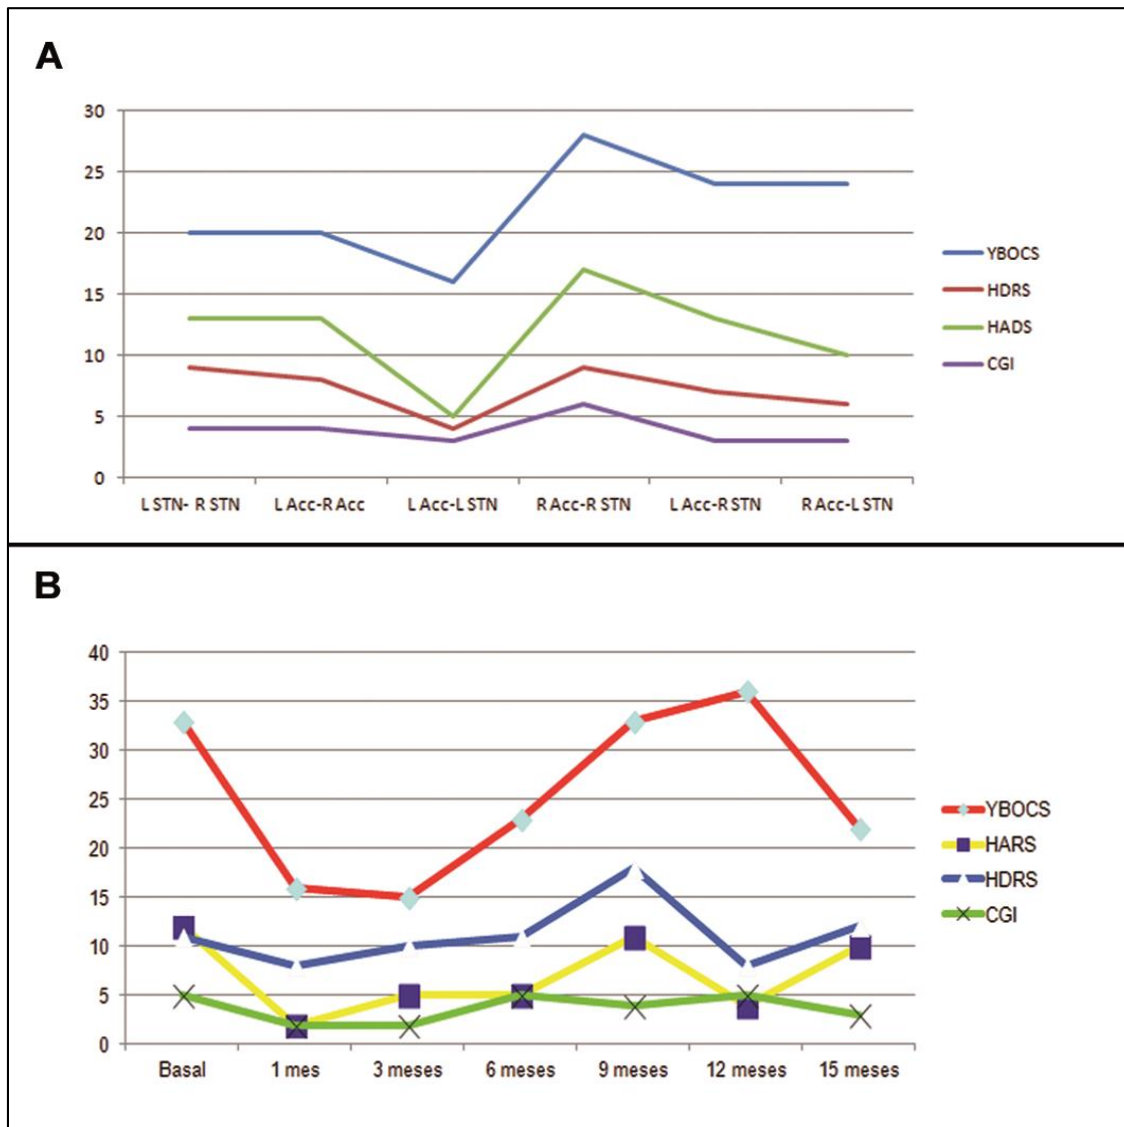 A
30
25
20
15
10
5
0
L STN- R STN L Acc-R Acc L Acc-L STN R Acc-R STN L Acc-R STN R Acc-L STN
YBOCS
HDRS
HADS
CGI
B
40
35
30
25
20
15
10
5
0
Basal 1 mes 3 meses 6 meses 9 meses 12 meses 15 meses
YBOCS
HARS
HDRS
CGI